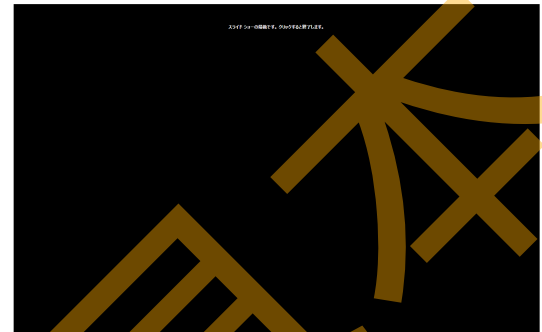 スライド ショーの最後です。クリックすると終了します。
本